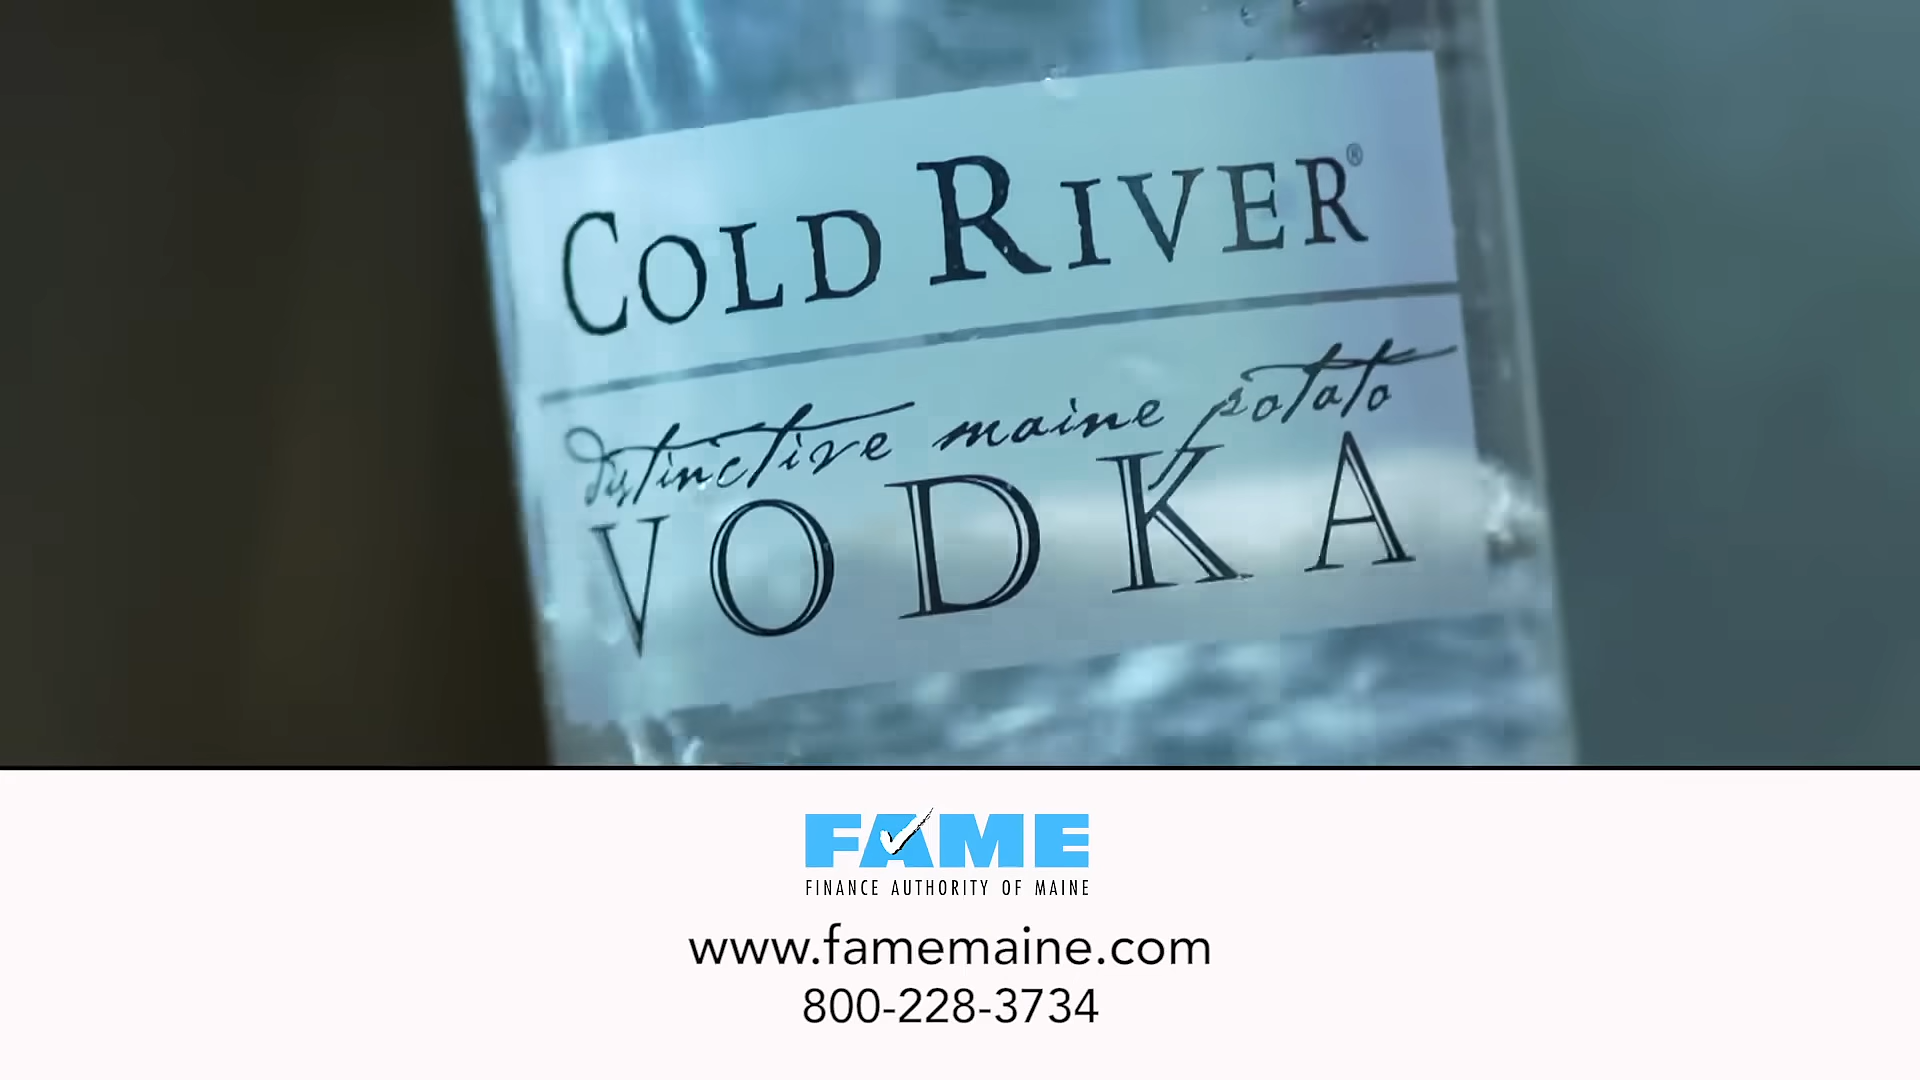 COLD RIVER®
distinctive maine potato
VODKA
FAME
FINANCE AUTHORITY OF MAINE
www.famemaine.com
800-228-3734